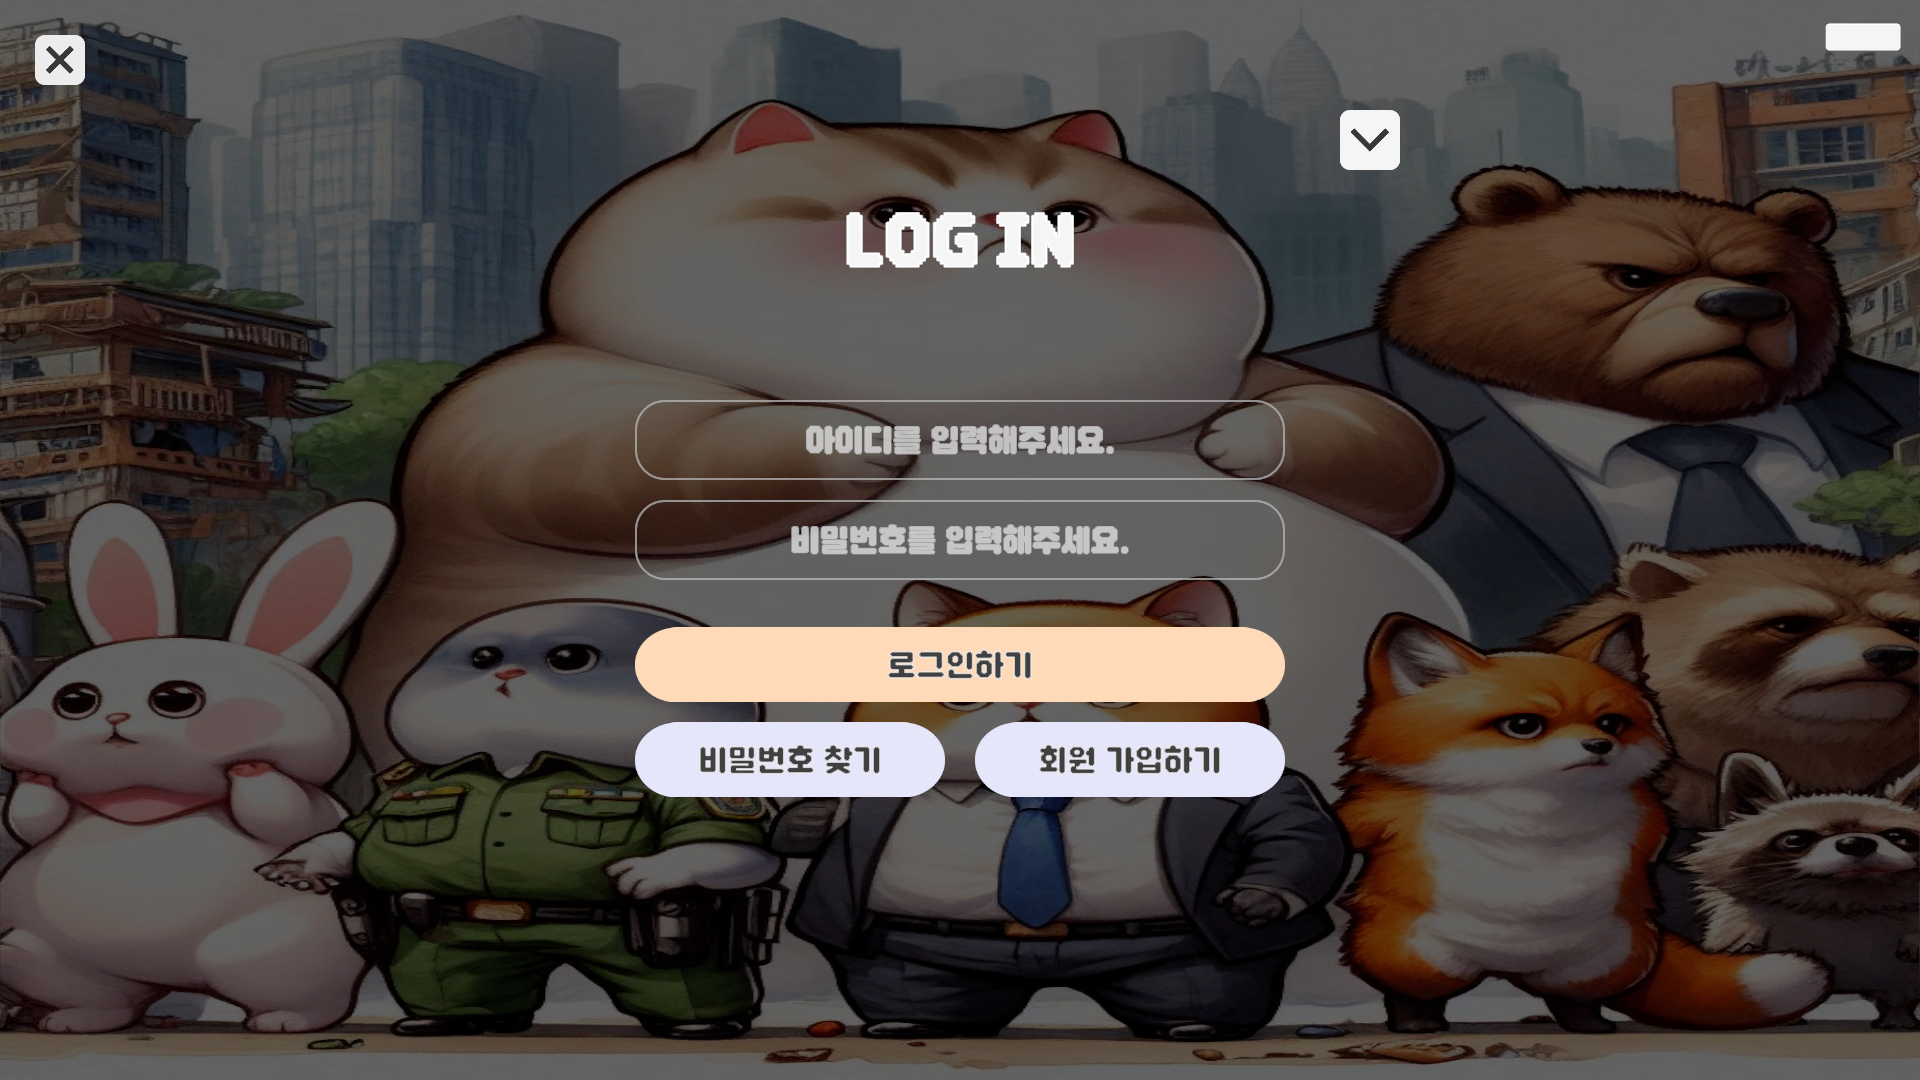 LOG IN
아이디를 입력해주세요.
비밀번호를 입력해주세요.
로그인하기
비밀번호 찾기
회원 가입하기